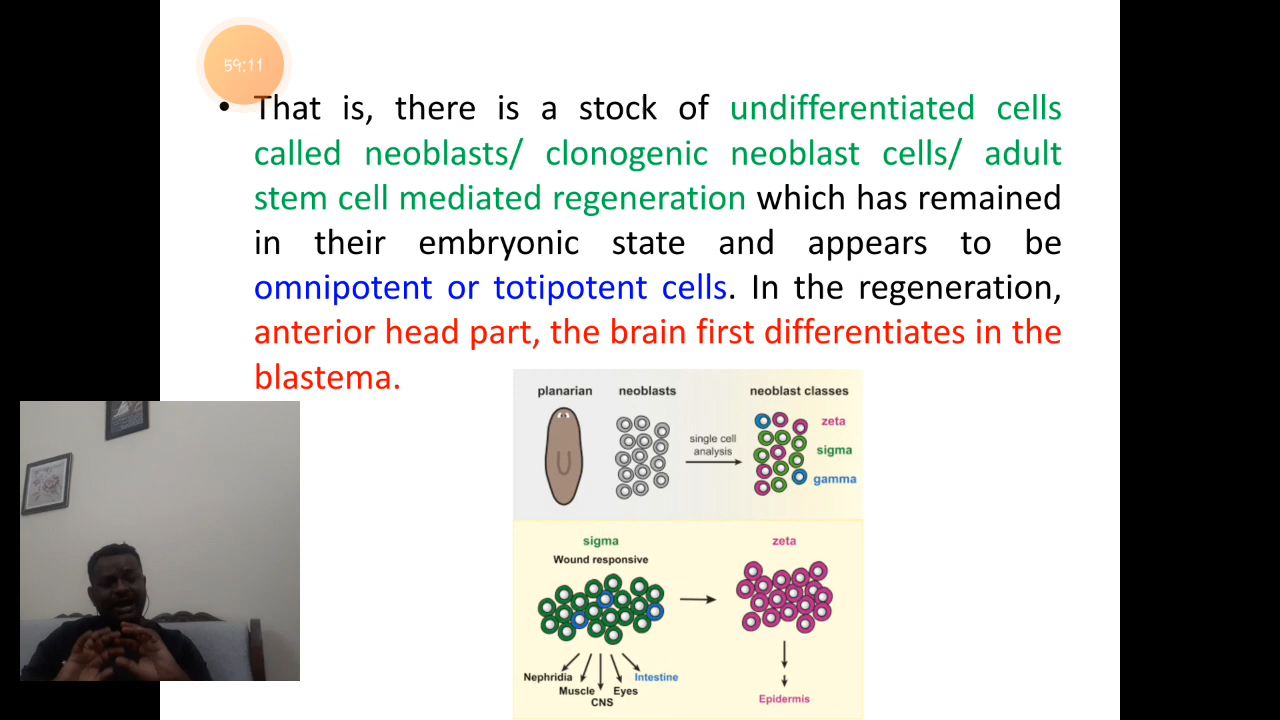 59:11
• That is, there is a stock of undifferentiated cells
called neoblasts/ clonogenic neoblast cells/ adult
stem cell mediated regeneration which has remained
in their embryonic state and appears to be
omnipotent or totipotent cells. In the regeneration,
anterior head part, the brain first differentiates in the
blastema.
planarian neoblasts neoblast classes
single cell
analysis
zeta
sigma
gamma
sigma zeta
Wound responsive
Nephridia Intestine
Muscle Eyes
CNS
Epidermis